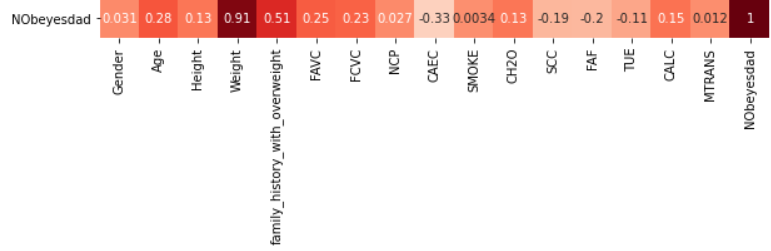 NObeyesdad 0.031 0.28 0.13 0.91 0.51 0.25 0.23 0.027 -0.33 0.0034 0.13 -0.19 -0.2 -0.11 0.15 0.012 1
Gender
Age
Height
Weight
family_history_with_overweight
FAVC
FCVC
NCP
CAEC
SMOKE
CH2O
SCC
FAF
TUE
CALC
MTRANS
NObeyesdad